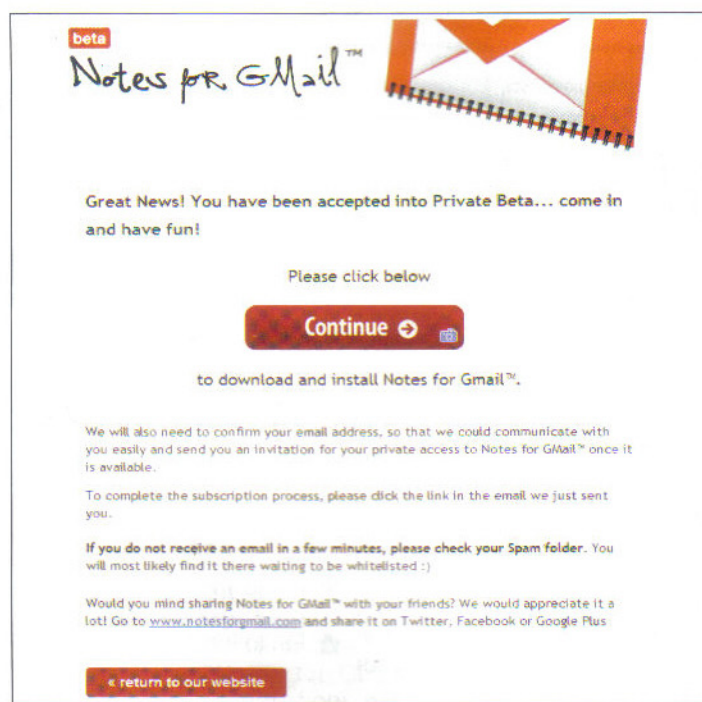 beta
Notes for GMail™
Great News! You have been accepted into Private Beta... come in
and have fun!
Please click below
Continue
to download and install Notes for Gmail™.
We will also need to confirm your email address, so that we could communicate with
you easily and send you an invitation for your private access to Notes for GMail™ once it
is available.
To complete the subscription process, please click the link in the email we just sent
you.
If you do not receive an email in a few minutes, please check your Spam folder. You
will most likely find it there waiting to be whitelisted :)
Would you mind sharing Notes for GMail™ with your friends? We would appreciate it a
lot! Go to www.notesforgmail.com and share it on Twitter, Facebook or Google Plus
« return to our website